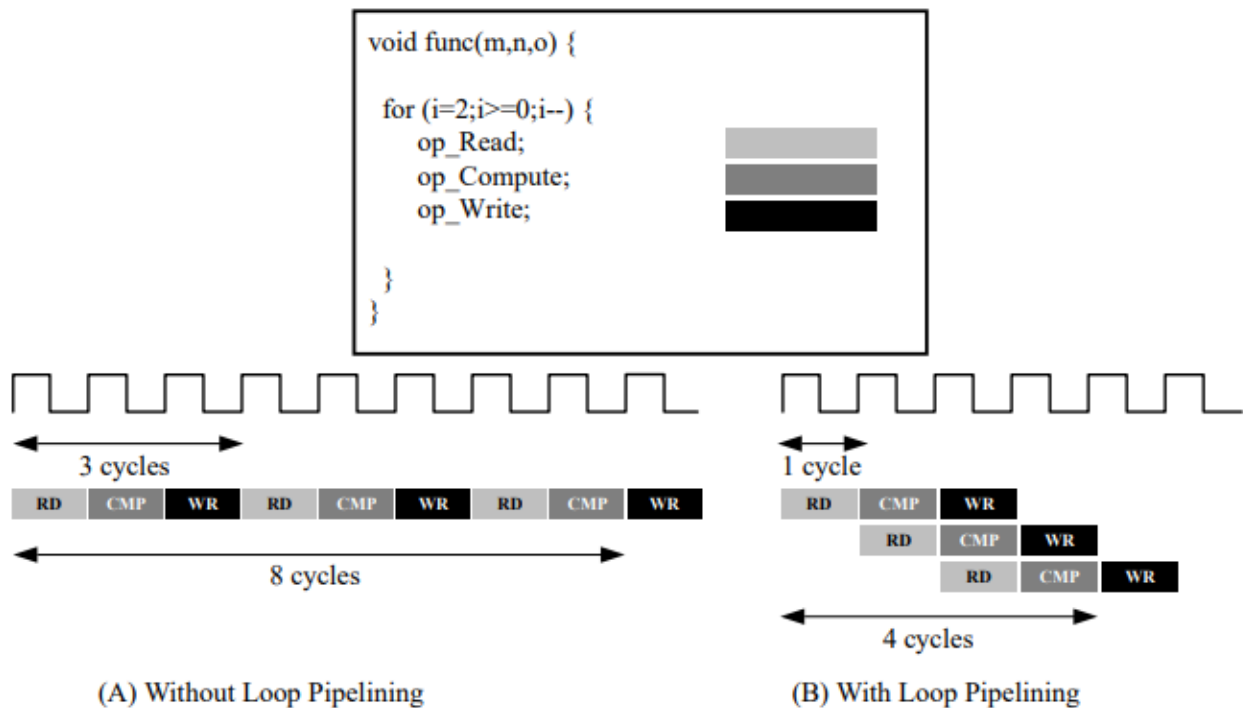 void func(m,n,o) {
for (i=2;i>=0;i--) {
op_Read;
op_Compute;
op_Write;
}
}
3 cycles
RD CMP WR RD CMP WR RD CMP WR
8 cycles
(A) Without Loop Pipelining
1 cycle
RD CMP WR
RD CMP WR
RD CMP WR
4 cycles
(B) With Loop Pipelining